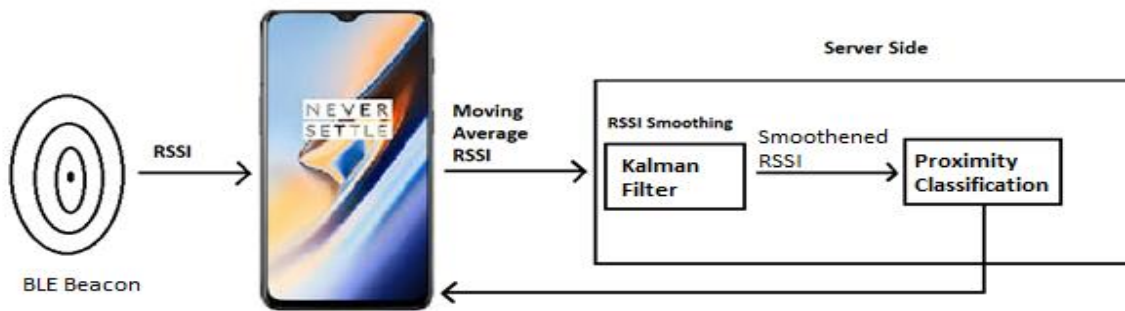 Server Side
NEVER
SETTLE
Moving
Average
RSSI
RSSI
RSSI Smoothing
Kalman
Filter
Smoothened
RSSI
Proximity
Classification
BLE Beacon